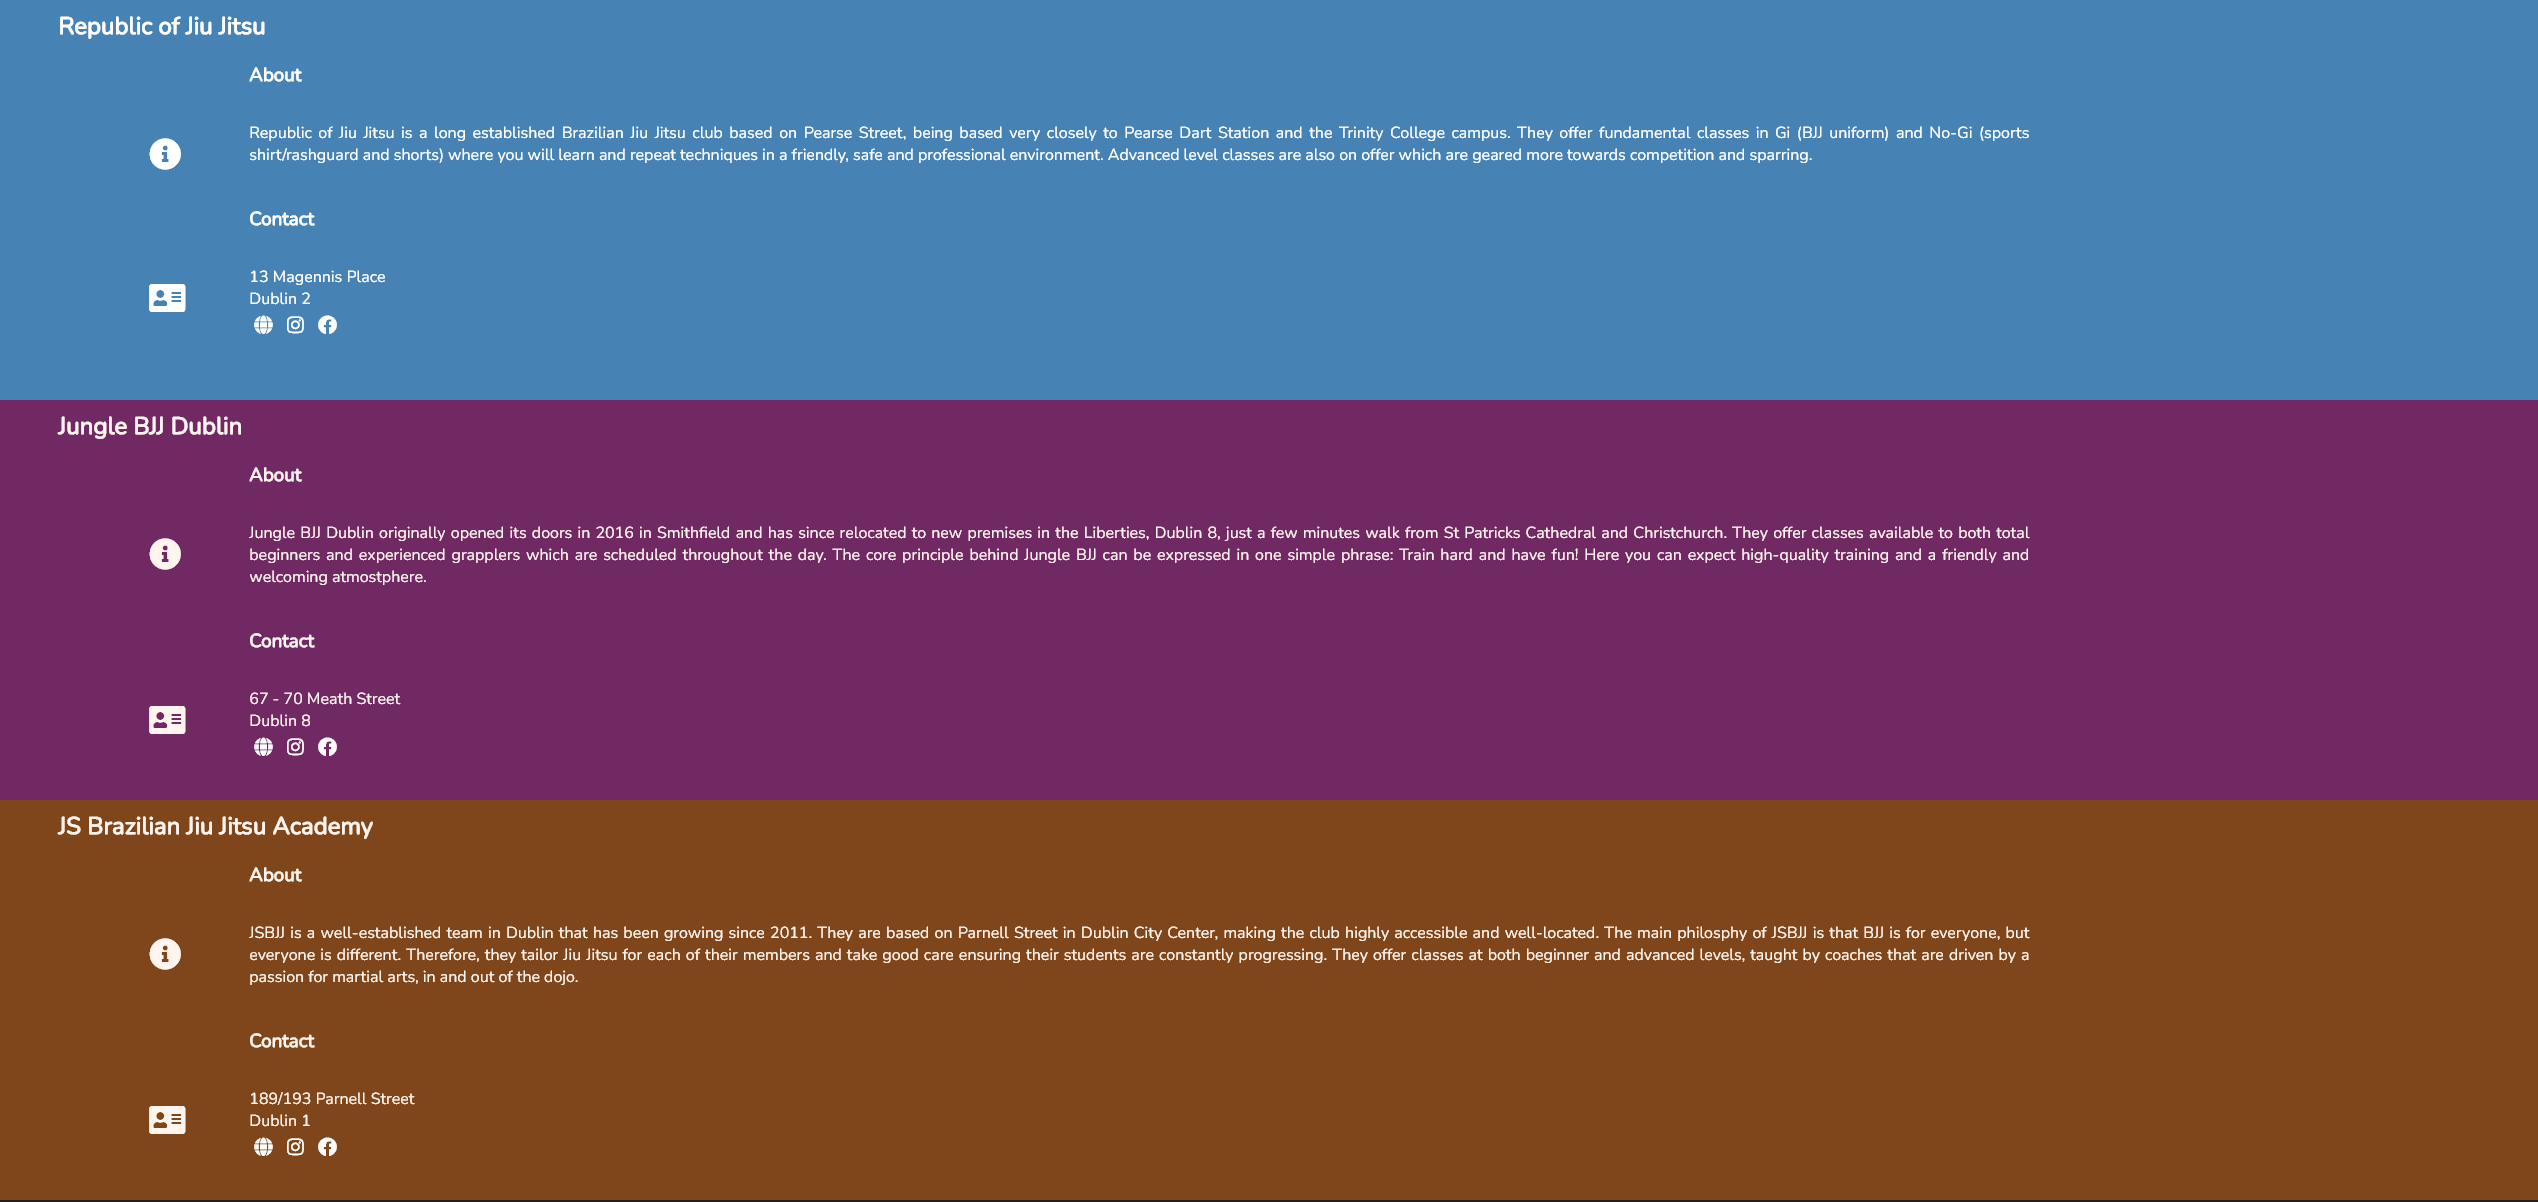 Republic of Jiu Jitsu
About
Republic of Jiu Jitsu is a long established Brazilian Jiu Jitsu club based on Pearse Street, being based very closely to Pearse Dart Station and the Trinity College campus. They offer fundamental classes in Gi (BJJ uniform) and No-Gi (sports
shirt/rashguard and shorts) where you will learn and repeat techniques in a friendly, safe and professional environment. Advanced level classes are also on offer which are geared more towards competition and sparring.
Contact
13 Magennis Place
Dublin 2
Jungle BJJ Dublin
About
Jungle BJJ Dublin originally opened its doors in 2016 in Smithfield and has since relocated to new premises in the Liberties, Dublin 8, just a few minutes walk from St Patricks Cathedral and Christchurch. They offer classes available to both total
beginners and experienced grapplers which are scheduled throughout the day. The core principle behind Jungle BJJ can be expressed in one simple phrase: Train hard and have fun! Here you can expect high-quality training and a friendly and
welcoming atmostphere.
Contact
67 - 70 Meath Street
Dublin 8
JS Brazilian Jiu Jitsu Academy
About
JSBJJ is a well-established team in Dublin that has been growing since 2011. They are based on Parnell Street in Dublin City Center, making the club highly accessible and well-located. The main philosphy of JSBJJ is that BJJ is for everyone, but
everyone is different. Therefore, they tailor Jiu Jitsu for each of their members and take good care ensuring their students are constantly progressing. They offer classes at both beginner and advanced levels, taught by coaches that are driven by a
passion for martial arts, in and out of the dojo.
Contact
189/193 Parnell Street
Dublin 1